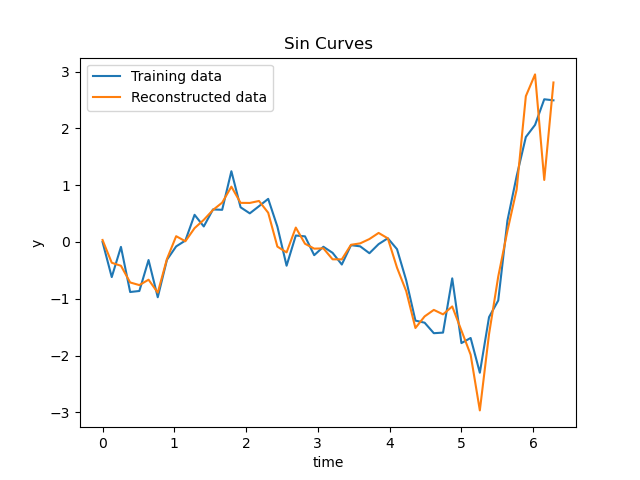 Sin Curves
Training data
Reconstructed data
y
3
2
1
0
−1
−2
−3
0 1 2 3 4 5 6
time